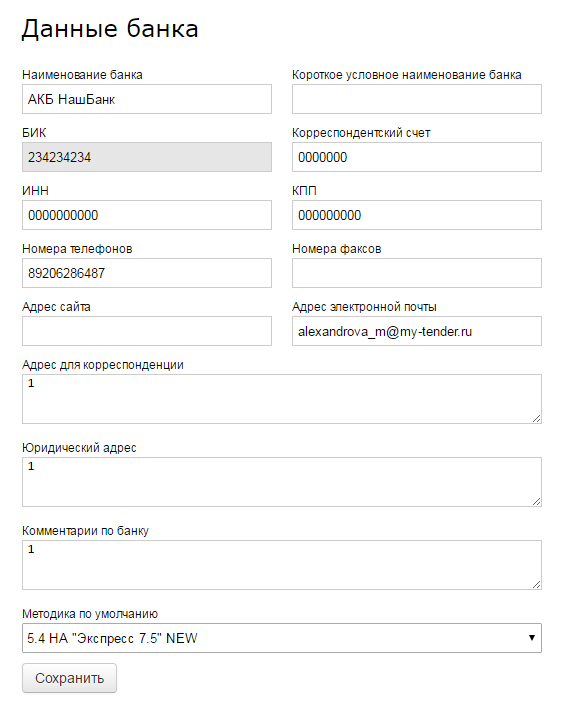 Данные банка
Наименование банка Короткое условное наименование банка
АКБ НашБанк
БИК Корреспондентский счет
234234234 0000000
ИНН КПП
0000000000 000000000
Номера телефонов Номера факсов
89206286487
Адрес сайта Адрес электронной почты
alexandrova_m@my-tender.ru
Адрес для корреспонденции
1
Юридический адрес
1
Комментарии по банку
1
Методика по умолчанию
5.4 НА "Экспресс 7.5" NEW
Сохранить